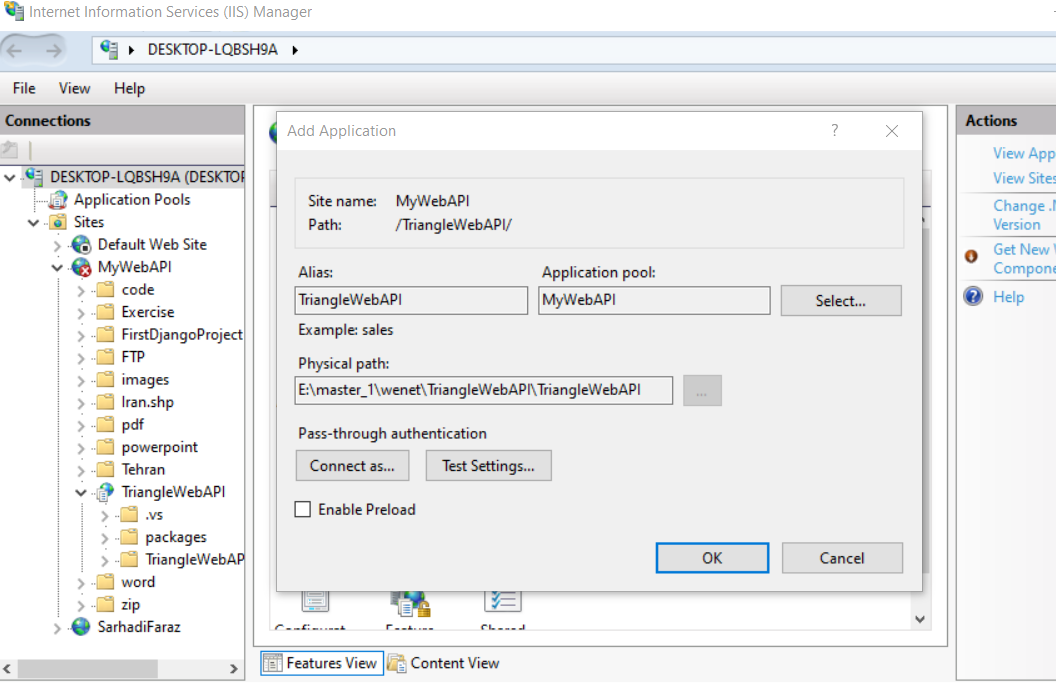 Internet Information Services (IIS) Manager
DESKTOP-LQBSH9A
File View Help
Connections
DESKTOP-LQBSH9A (DESKTOP
Application Pools
Sites
Default Web Site
MyWebAPI
code
Exercise
FirstDjangoProject
FTP
images
Iran.shp
pdf
powerpoint
Tehran
TriangleWebAPI
.vs
packages
TriangleWebAP
word
zip
SarhadiFaraz
Add Application
?
Site name: MyWebAPI
Path: /TriangleWebAPI/
Alias: Application pool:
TriangleWebAPI MyWebAPI Select...
Example: sales
Physical path:
E:\master_1\wenet\TriangleWebAPI\TriangleWebAPI ...
Pass-through authentication
Connect as... Test Settings...
Enable Preload
OK Cancel
Features View Content View
Actions
View App
View Sites
Change .
Version
Get New
Compone
Help